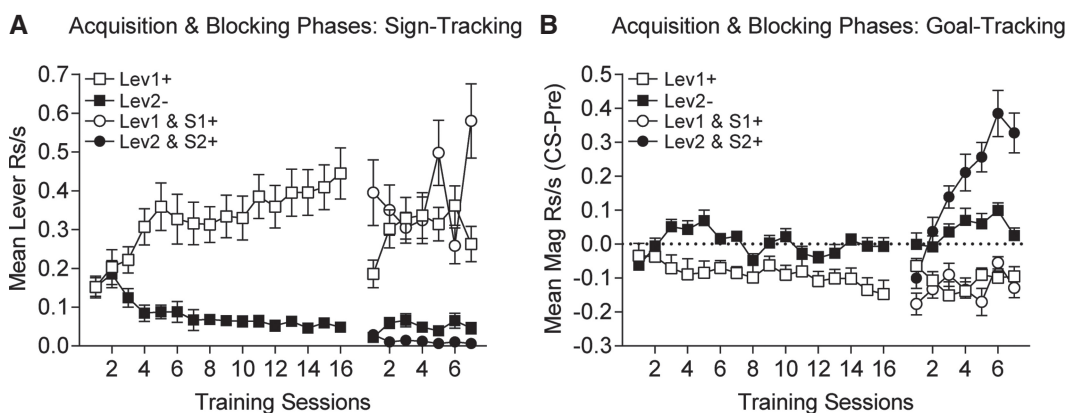 A Acquisition & Blocking Phases: Sign-Tracking
Mean Lever Rs/s
0.7
0.6
0.5
0.4
0.3
0.2
0.1
0.0
Lev1+
Lev2-
Lev1 & S1+
Lev2 & S2+
2 4 6 8 10 12 14 16 2 4 6
Training Sessions
B Acquisition & Blocking Phases: Goal-Tracking
Mean Mag Rs/s (CS-Pre)
0.5
0.4
0.3
0.2
0.1
0.0
-0.1
-0.2
-0.3
Lev1+
Lev2-
Lev1 & S1+
Lev2 & S2+
2 4 6 8 10 12 14 16 2 4 6
Training Sessions